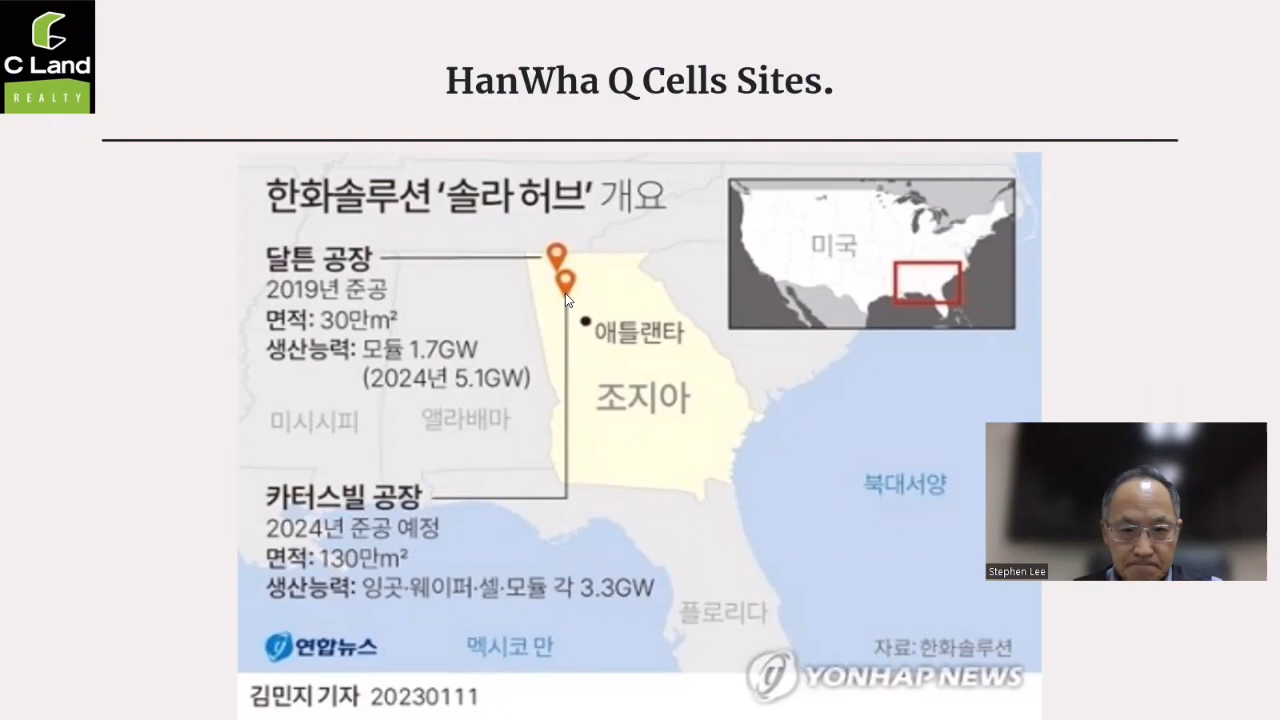 C Land
REALTY
HanWha Q Cells Sites.
한화솔루션 ‘솔라 허브’ 개요
달튼 공장
2019년 준공
면적: 30만m²
생산능력: 모듈 1.7GW
(2024년 5.1GW)
미국
애틀랜타
조지아
미시시피
앨라배마
북대서양
카터스빌 공장
2024년 준공 예정
면적: 130만m²
생산능력: 잉곳·웨이퍼·셀·모듈 각 3.3GW
플로리다
멕시코 만
연합뉴스
자료: 한화솔루션
YONHAP NEWS
김민지 기자 20230111
Stephen Lee